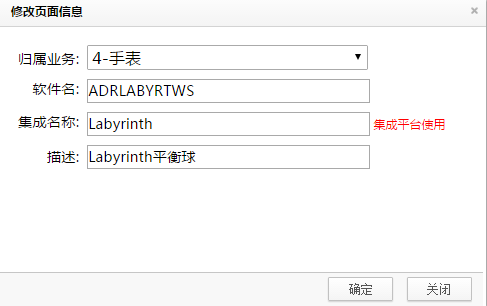 修改页面信息 ×
归属业务: 4-手表 ▼
软件名: ADRLABYRTWS
集成名称: Labyrinth 集成平台使用
描述: Labyrinth平衡球
确定 关闭